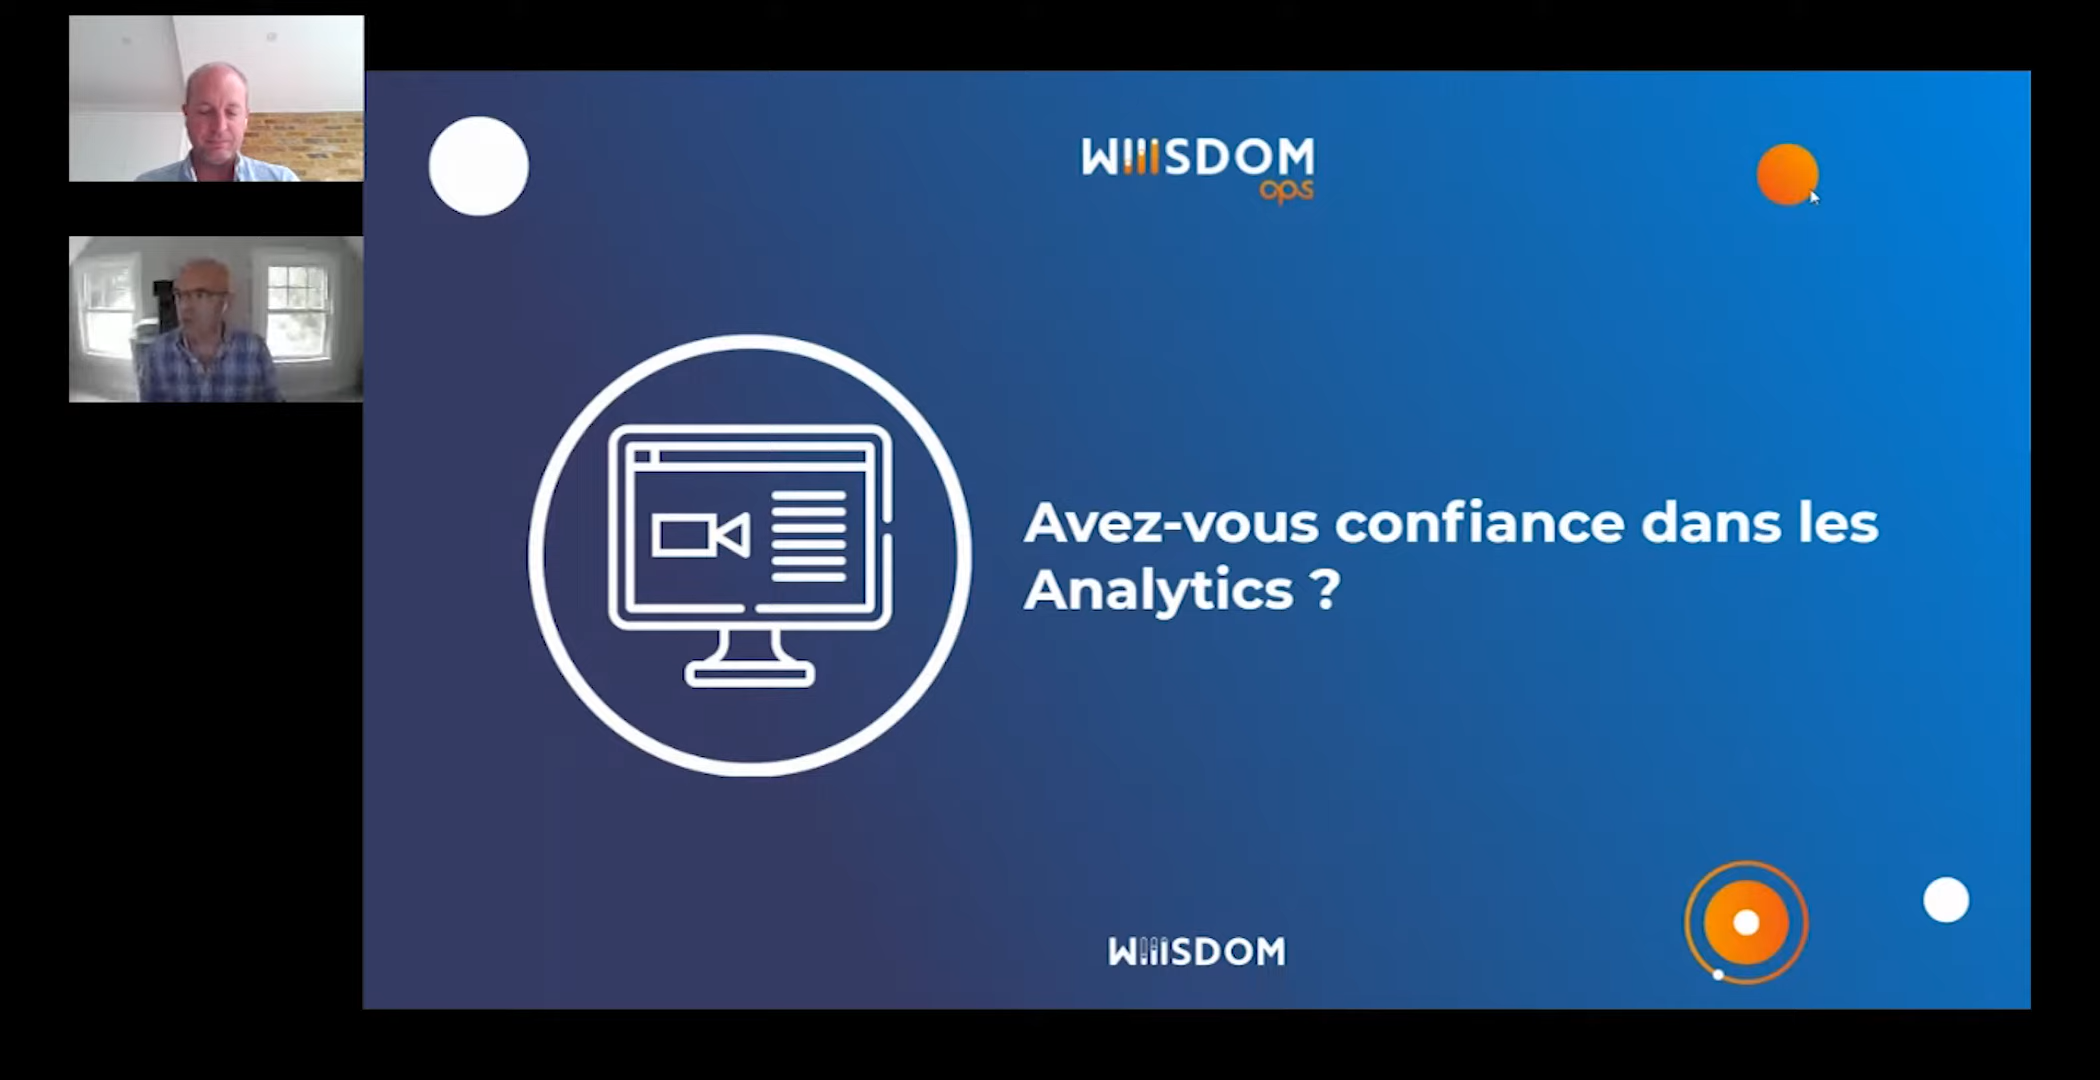 WIIISDOM
ops
Avez-vous confiance dans les
Analytics ?
WIIISDOM